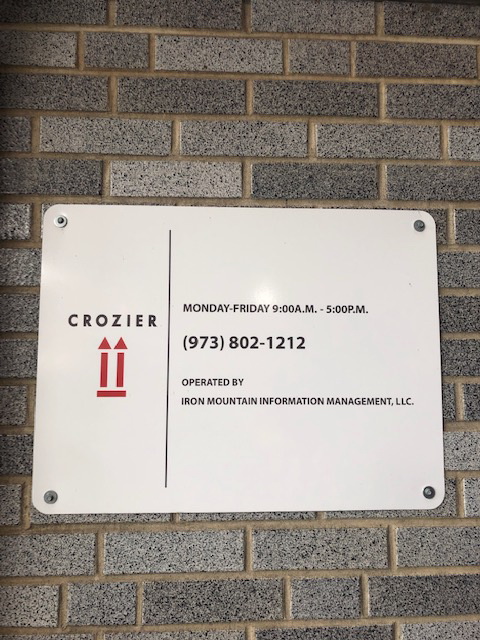 CROZIER
MONDAY-FRIDAY 9:00A.M. - 5:00P.M.
(973) 802-1212
OPERATED BY
IRON MOUNTAIN INFORMATION MANAGEMENT, LLC.